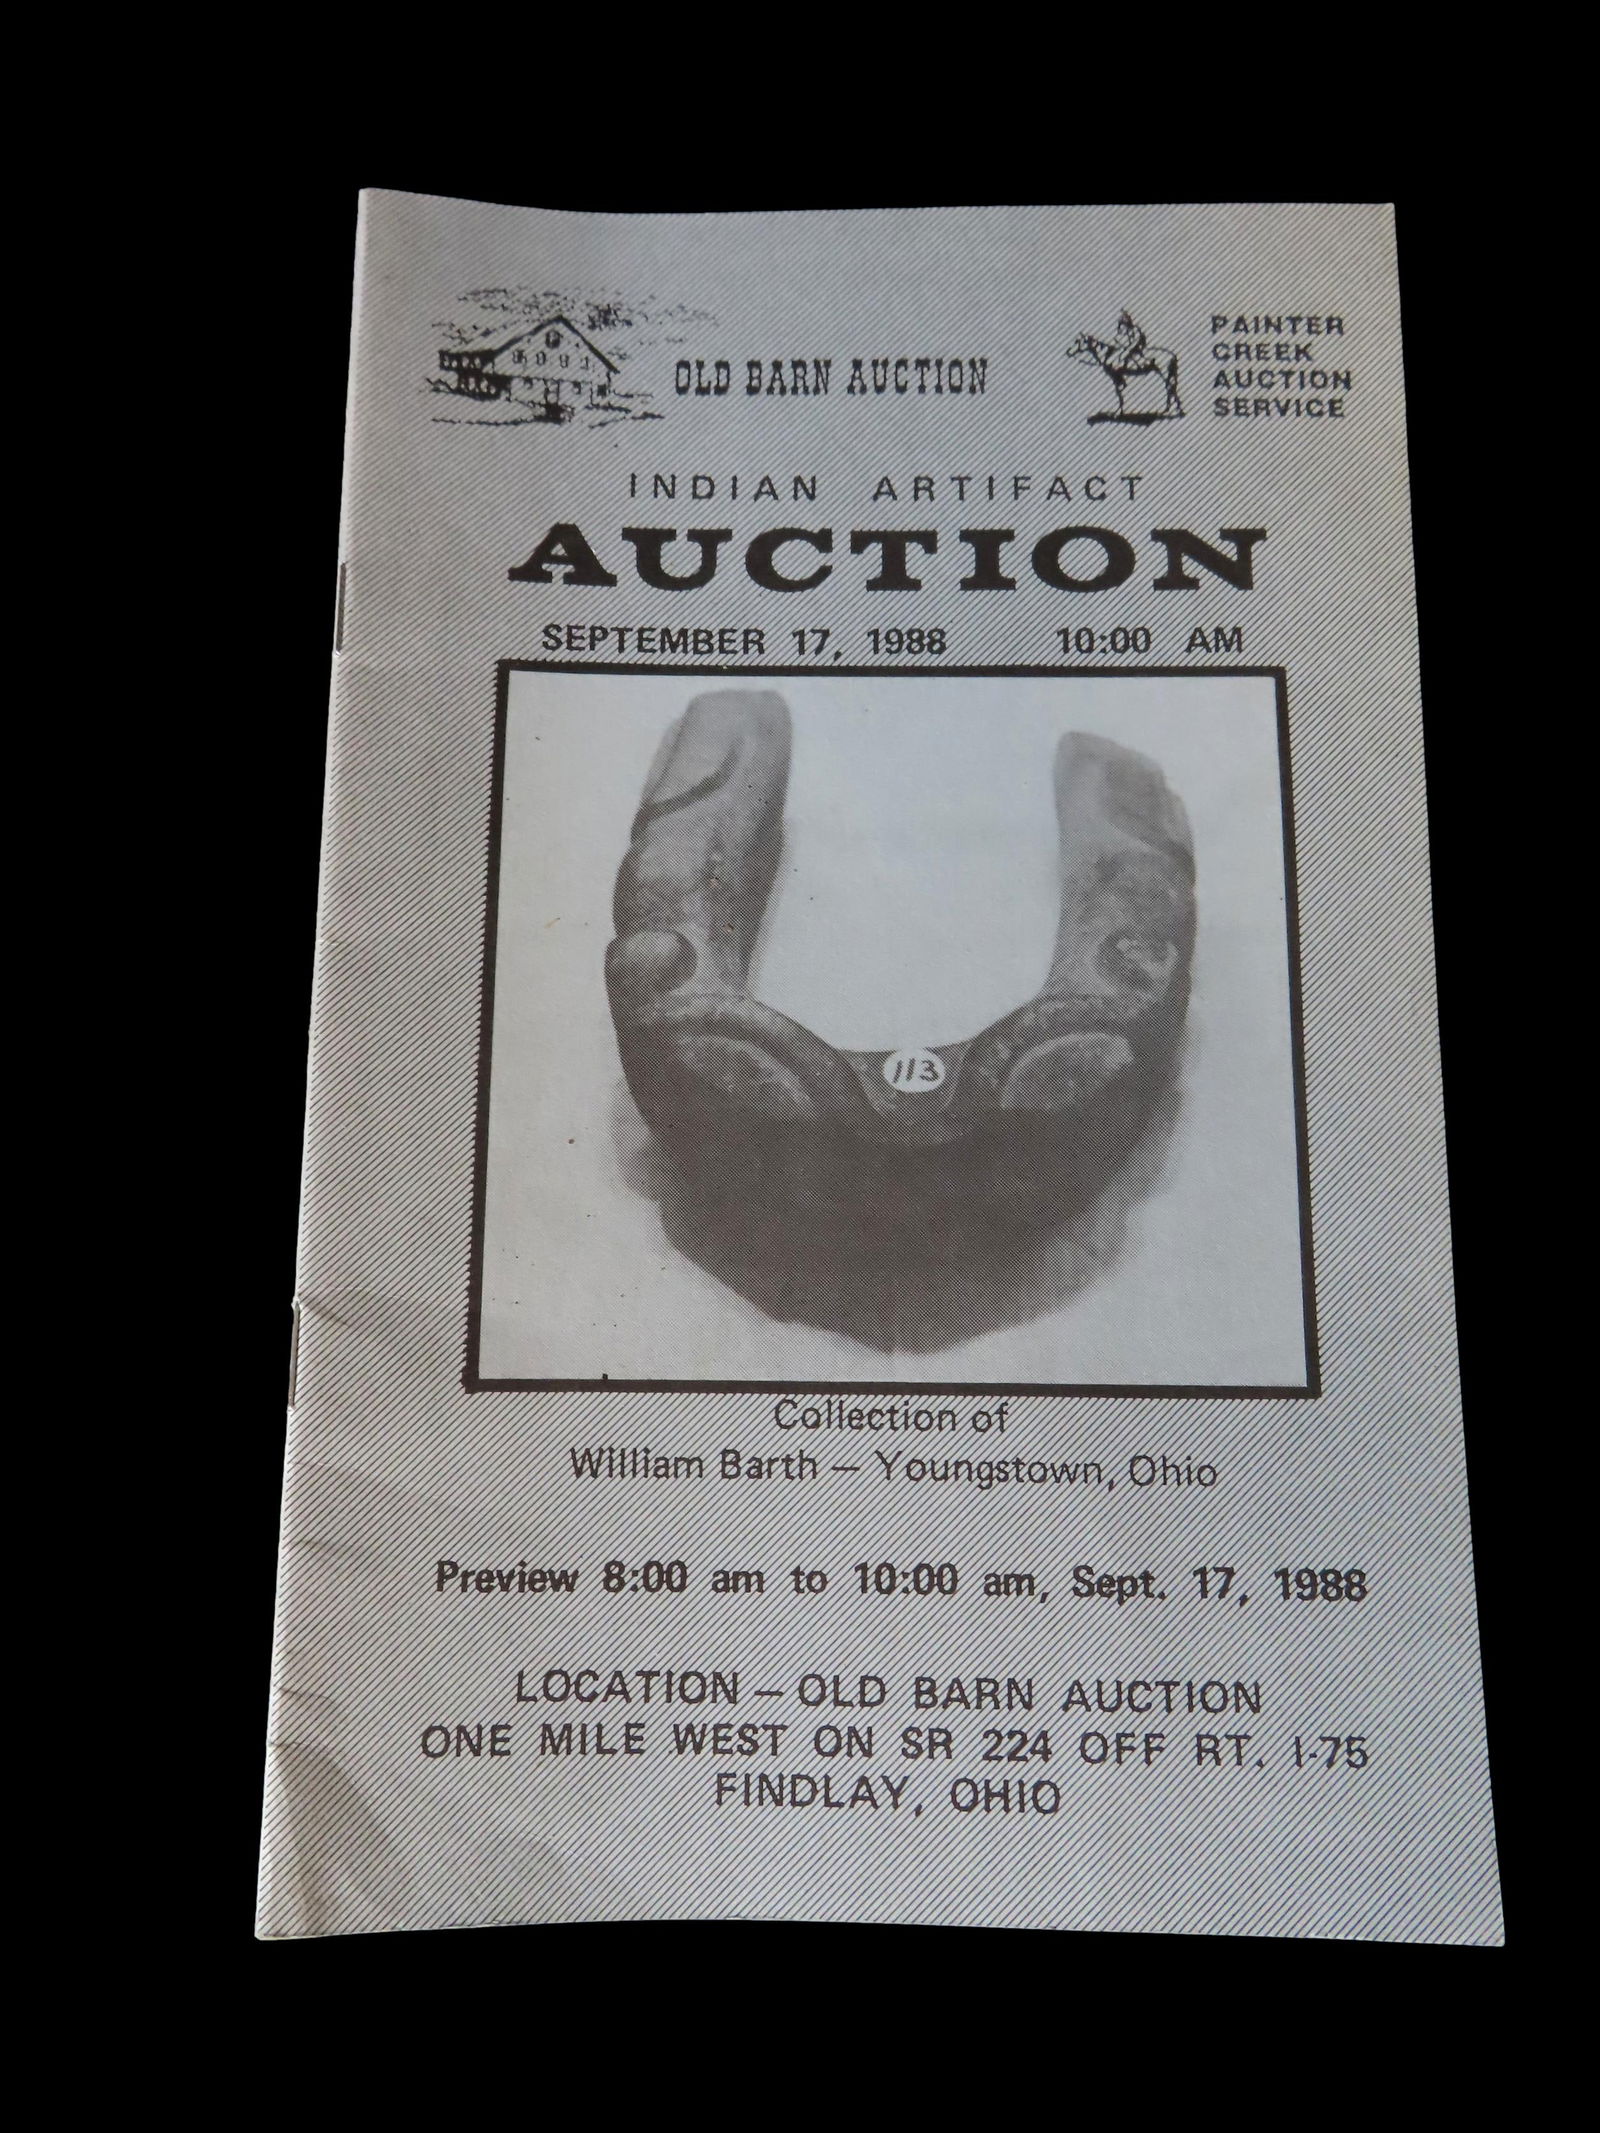 OLD BARN AUCTION
PAINTER
CREEK
AUCTION
SERVICE
INDIAN ARTIFACT
AUCTION
SEPTEMBER 17, 1988 10:00 AM
113
Collection of
William Barth – Youngstown, Ohio
Preview 8:00 am to 10:00 am, Sept. 17, 1988
LOCATION – OLD BARN AUCTION
ONE MILE WEST ON SR 224 OFF RT. I-75
FINDLAY, OHIO